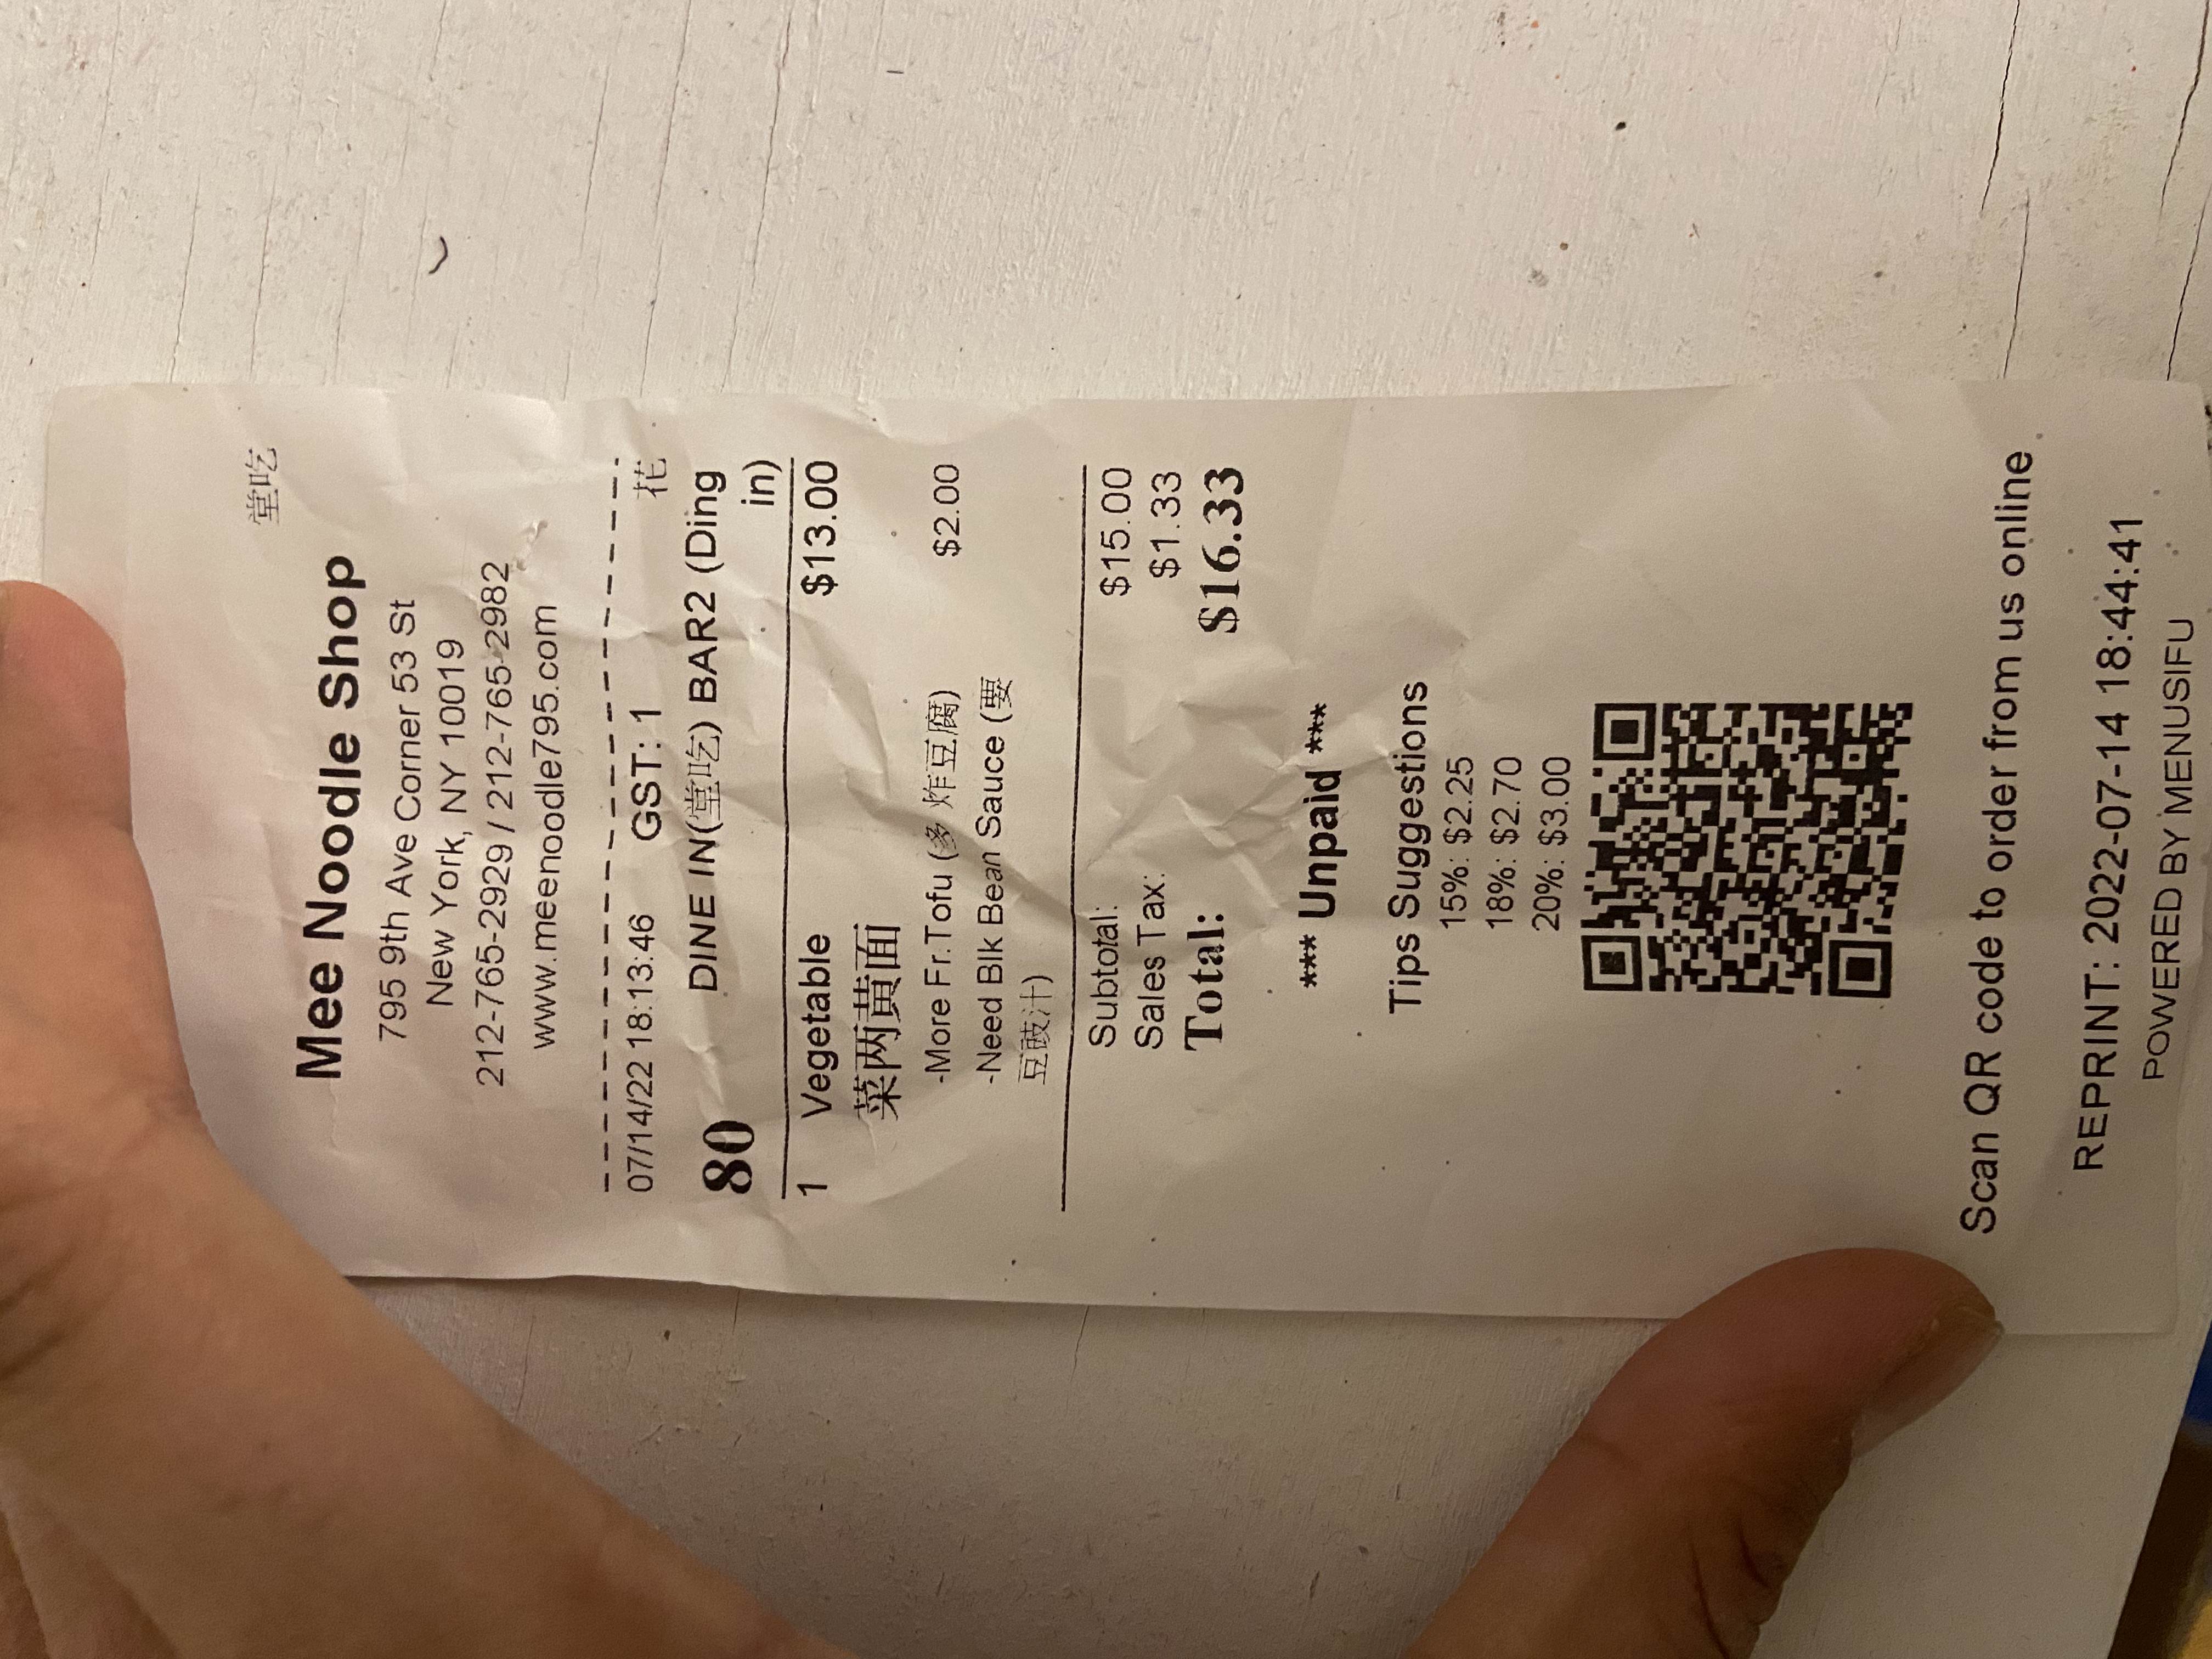 堂吃
Mee Noodle Shop
795 9th Ave Corner 53 St
New York, NY 10019
212-765-2929 / 212-765-2982
www.meenoodle795.com
07/14/22 18:13:46 GST: 1 花
80 DINE IN(堂吃) BAR2 (Ding
in)
1 Vegetable $13.00
菜两黄面
-More Fr.Tofu (多 炸豆腐) $2.00
-Need Blk Bean Sauce (要
豆豉汁)
Subtotal: $15.00
Sales Tax: $1.33
Total: $16.33
*** Unpaid ***
Tips Suggestions
15%: $2.25
18%: $2.70
20%: $3.00
Scan QR code to order from us online
REPRINT: 2022-07-14 18:44:41
POWERED BY MENUSIFU